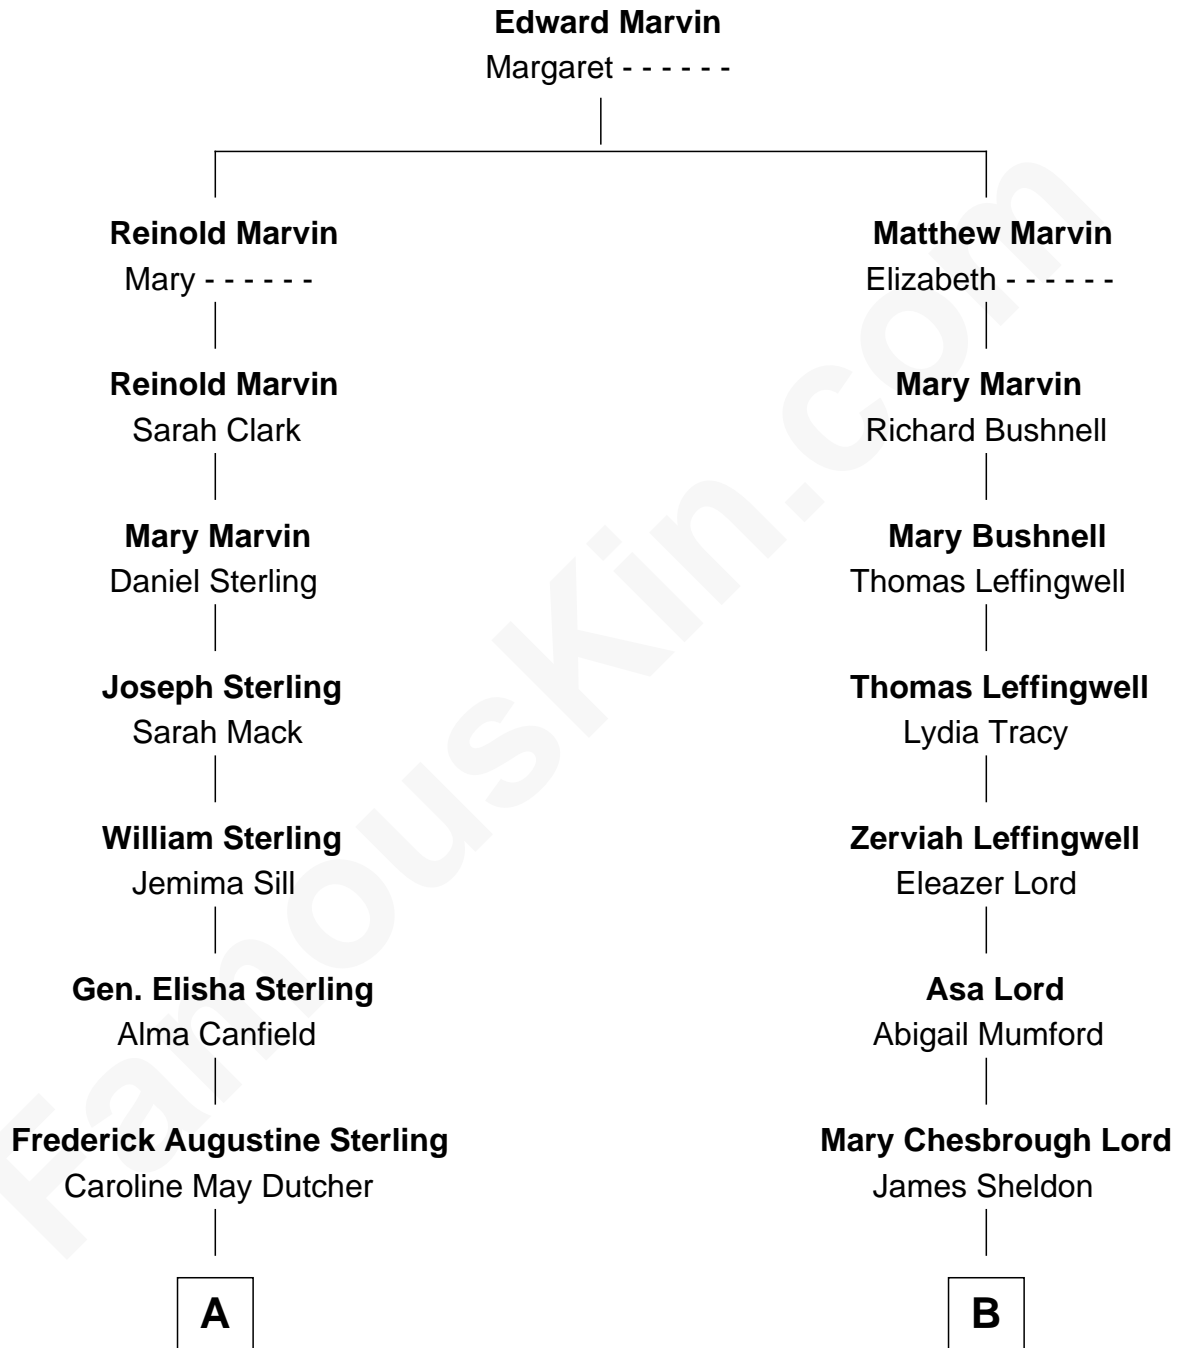 Edward Marvin
Margaret - - - - - -
Reinold Marvin
Mary - - - - - -
Matthew Marvin
Elizabeth - - - - - -
Reinold Marvin
Sarah Clark
Mary Marvin
Richard Bushnell
Mary Marvin
Daniel Sterling
Mary Bushnell
Thomas Leffingwell
Joseph Sterling
Sarah Mack
Thomas Leffingwell
Lydia Tracy
William Sterling
Jemima Sill
Zerviah Leffingwell
Eleazer Lord
Gen. Elisha Sterling
Alma Canfield
Asa Lord
Abigail Mumford
Frederick Augustine Sterling
Caroline May Dutcher
Mary Chesbrough Lord
James Sheldon
A
B
FamousKin.com